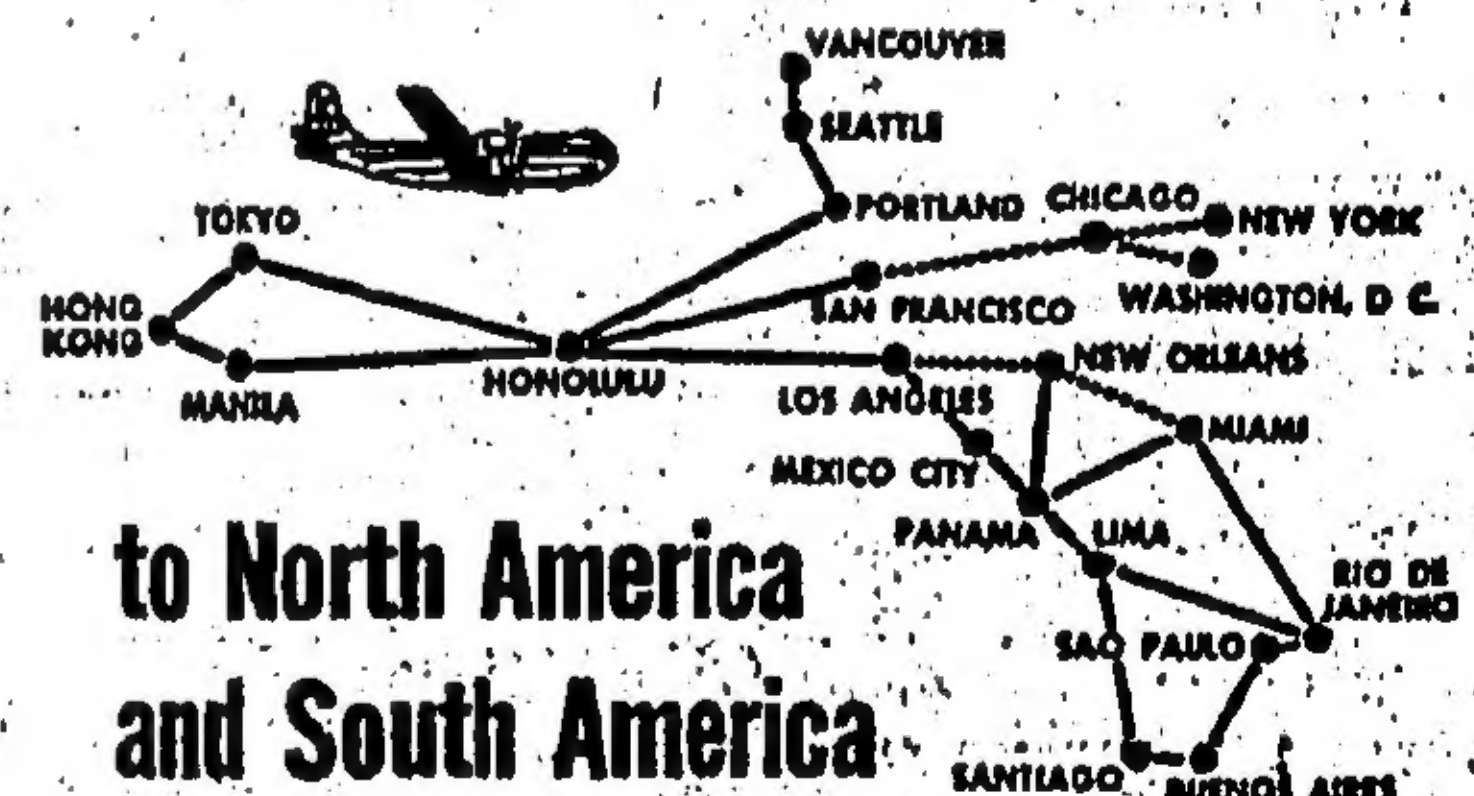 VANCOUVER
SEATTLE
TOKYO
PORTLAND
CHICAGO
NEW YORK
HONG
KONG
SAN FRANCISCO
WASHINGTON, D C.
MANILA
HONOLULU
LOS ANGELES
NEW ORLEANS
MEXICO CITY
MIAMI
PANAMA
LIMA
RIO DE
JANEIRO
SAO PAULO
SANTIAGO
BUENOS AIRES
to North America
and South America